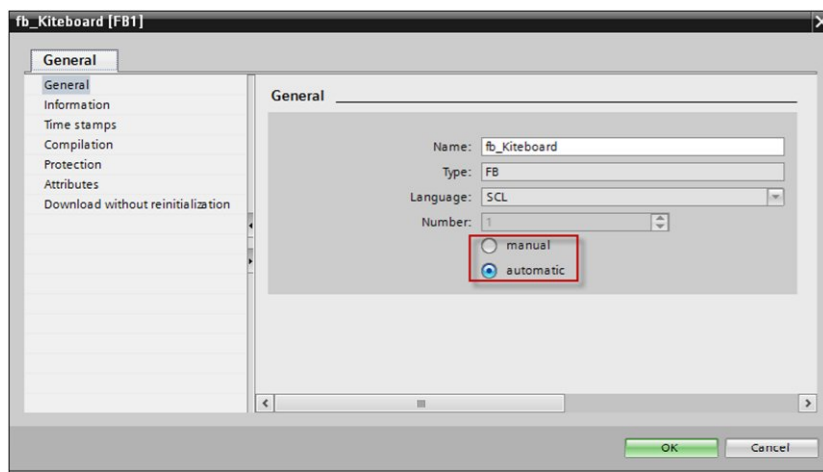 fb_Kiteboard [FB1]
General
General
Information
Time stamps
Compilation
Protection
Attributes
Download without reinitialization
General
Name: fb_Kiteboard
Type: FB
Language: SCL
Number: 1
manual
automatic
OK Cancel